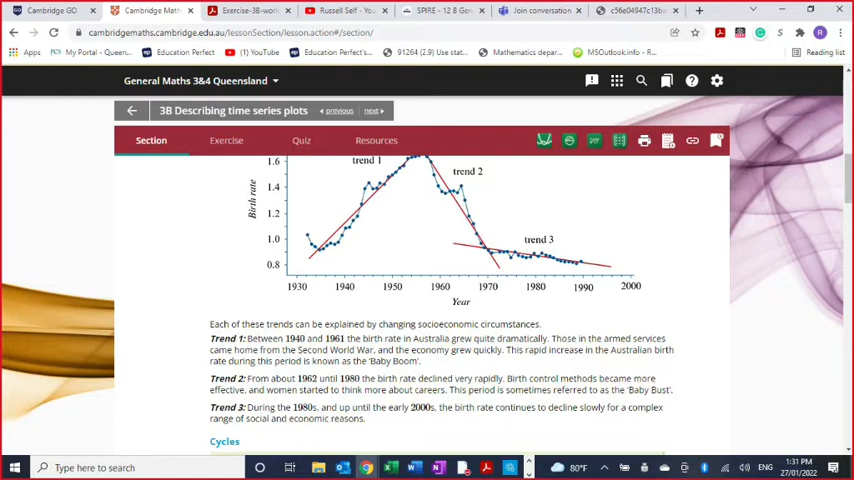 Cambridge GO
Cambridge Math
Exercise-3B-work
Russell Self - You
SPIRE - 12 B Gen
Join conversation
c56e04947c13ba
cambridgemaths.cambridge.edu.au/lessonSection/lesson.action#/section/
Apps
My Portal - Queen...
(1) YouTube
Education Perfect's...
91264 (2.9) Use stat...
Mathematics depar...
MSOutlook.info - R...
Education Perfect's...
Reading list
General Maths 3&4 Queensland
3B Describing time series plots
previous
next
Section
Exercise
Quiz
Resources
1.6
1.4
1.2
1.0
0.8
Birth rate
trend 1
trend 2
trend 3
1930 1940 1950 1960 1970 1980 1990 2000
Year
Each of these trends can be explained by changing socioeconomic circumstances.
Trend 1: Between 1940 and 1961 the birth rate in Australia grew quite dramatically. Those in the armed services
came home from the Second World War, and the economy grew quickly. This rapid increase in the Australian birth
rate during this period is known as the 'Baby Boom'.
Trend 2: From about 1962 until 1980 the birth rate declined very rapidly. Birth control methods became more
effective, and women started to think more about careers. This period is sometimes referred to as the 'Baby Bust'.
Trend 3: During the 1980s, and up until the early 2000s, the birth rate continues to decline slowly for a complex
range of social and economic reasons.
Cycles
Type here to search
80°F
ENG
1:31 PM
27/01/2022